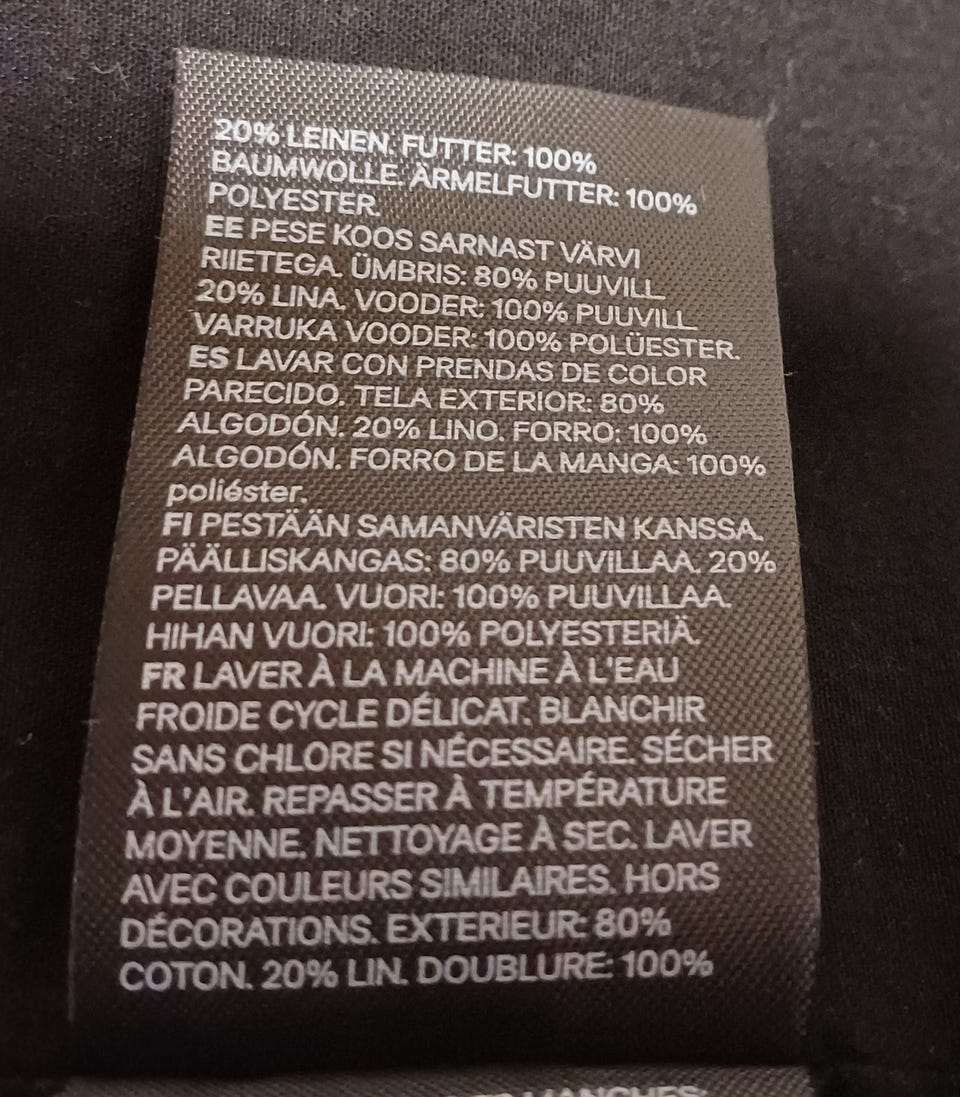 20% LEINEN. FUTTER: 100%
BAUMWOLLE. ÄRMELFUTTER: 100%
POLYESTER.
EE PESE KOOS SARNAST VÄRVI
RIIETEGA. ÜMBRIS: 80% PUUVILL
20% LINA. VOODER: 100% PUUVILL
VARRUKA VOODER: 100% POLÜESTER.
ES LAVAR CON PRENDAS DE COLOR
PARECIDO. TELA EXTERIOR: 80%
ALGODÓN. 20% LINO. FORRO: 100%
ALGODÓN. FORRO DE LA MANGA: 100%
poliéster.
FI PESTÄÄN SAMANVÄRISTEN KANSSA.
PÄÄLLISKANGAS: 80% PUUVILLAA. 20%
PELLAVAA. VUORI: 100% PUUVILLAA.
HIHAN VUORI: 100% POLYESTERIÄ
FR LAVER À LA MACHINE À L'EAU
FROIDE CYCLE DÉLICAT. BLANCHIR
SANS CHLORE SI NÉCESSAIRE. SÉCHER
À L'AIR. REPASSER À TEMPÉRATURE
MOYENNE. NETTOYAGE À SEC. LAVER
AVEC COULEURS SIMILAIRES. HORS
DÉCORATIONS. EXTERIEUR: 80%
COTON. 20% LIN. DOUBLURE: 100%
MANCHES